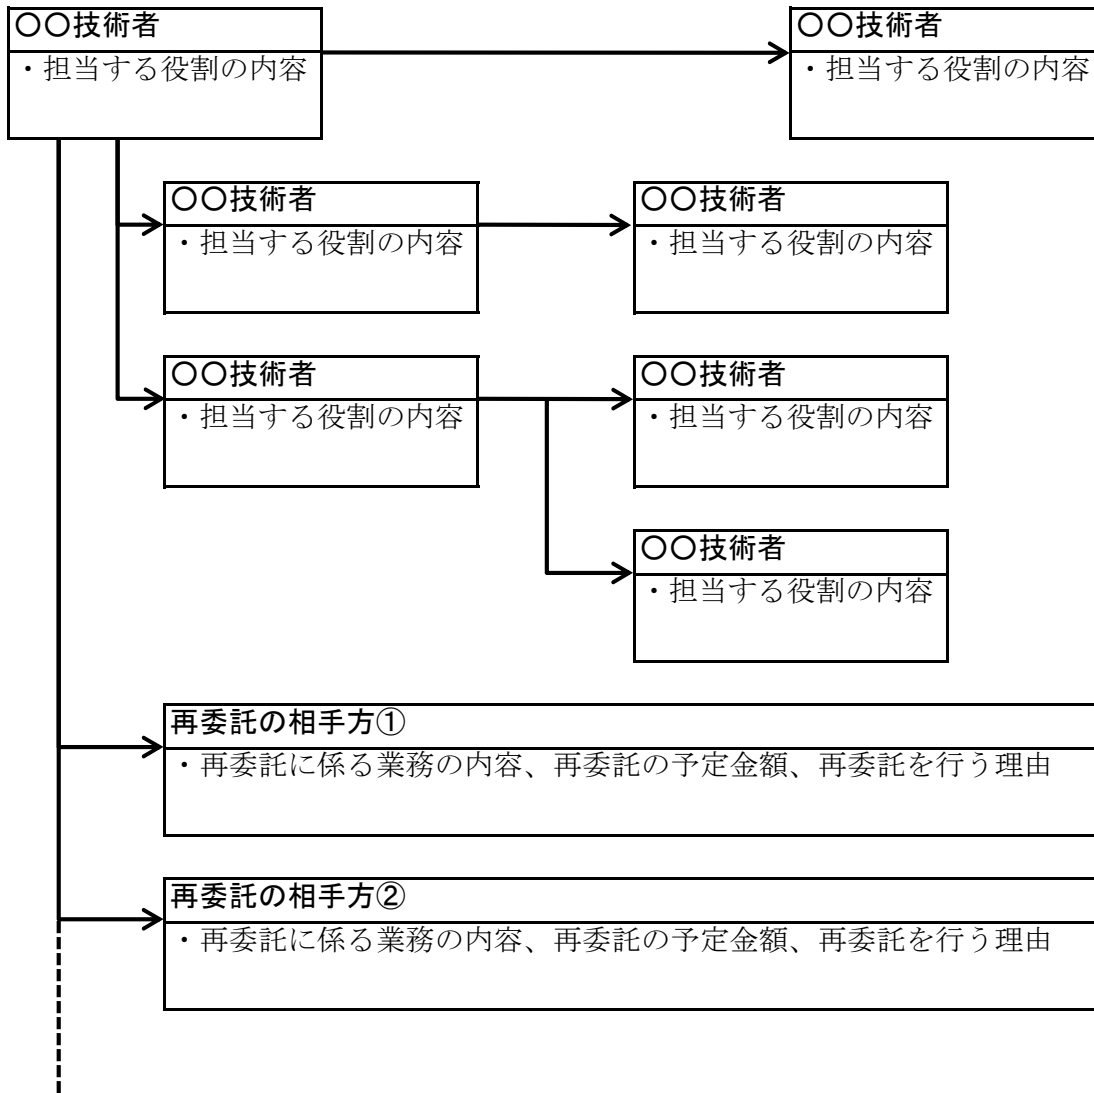 〇〇技術者
・担当する役割の内容
〇〇技術者
・担当する役割の内容
〇〇技術者
・担当する役割の内容
〇〇技術者
・担当する役割の内容
〇〇技術者
・担当する役割の内容
〇〇技術者
・担当する役割の内容
〇〇技術者
・担当する役割の内容
再委託の相手方①
・再委託に係る業務の内容、再委託の予定金額、再委託を行う理由
再委託の相手方②
・再委託に係る業務の内容、再委託の予定金額、再委託を行う理由